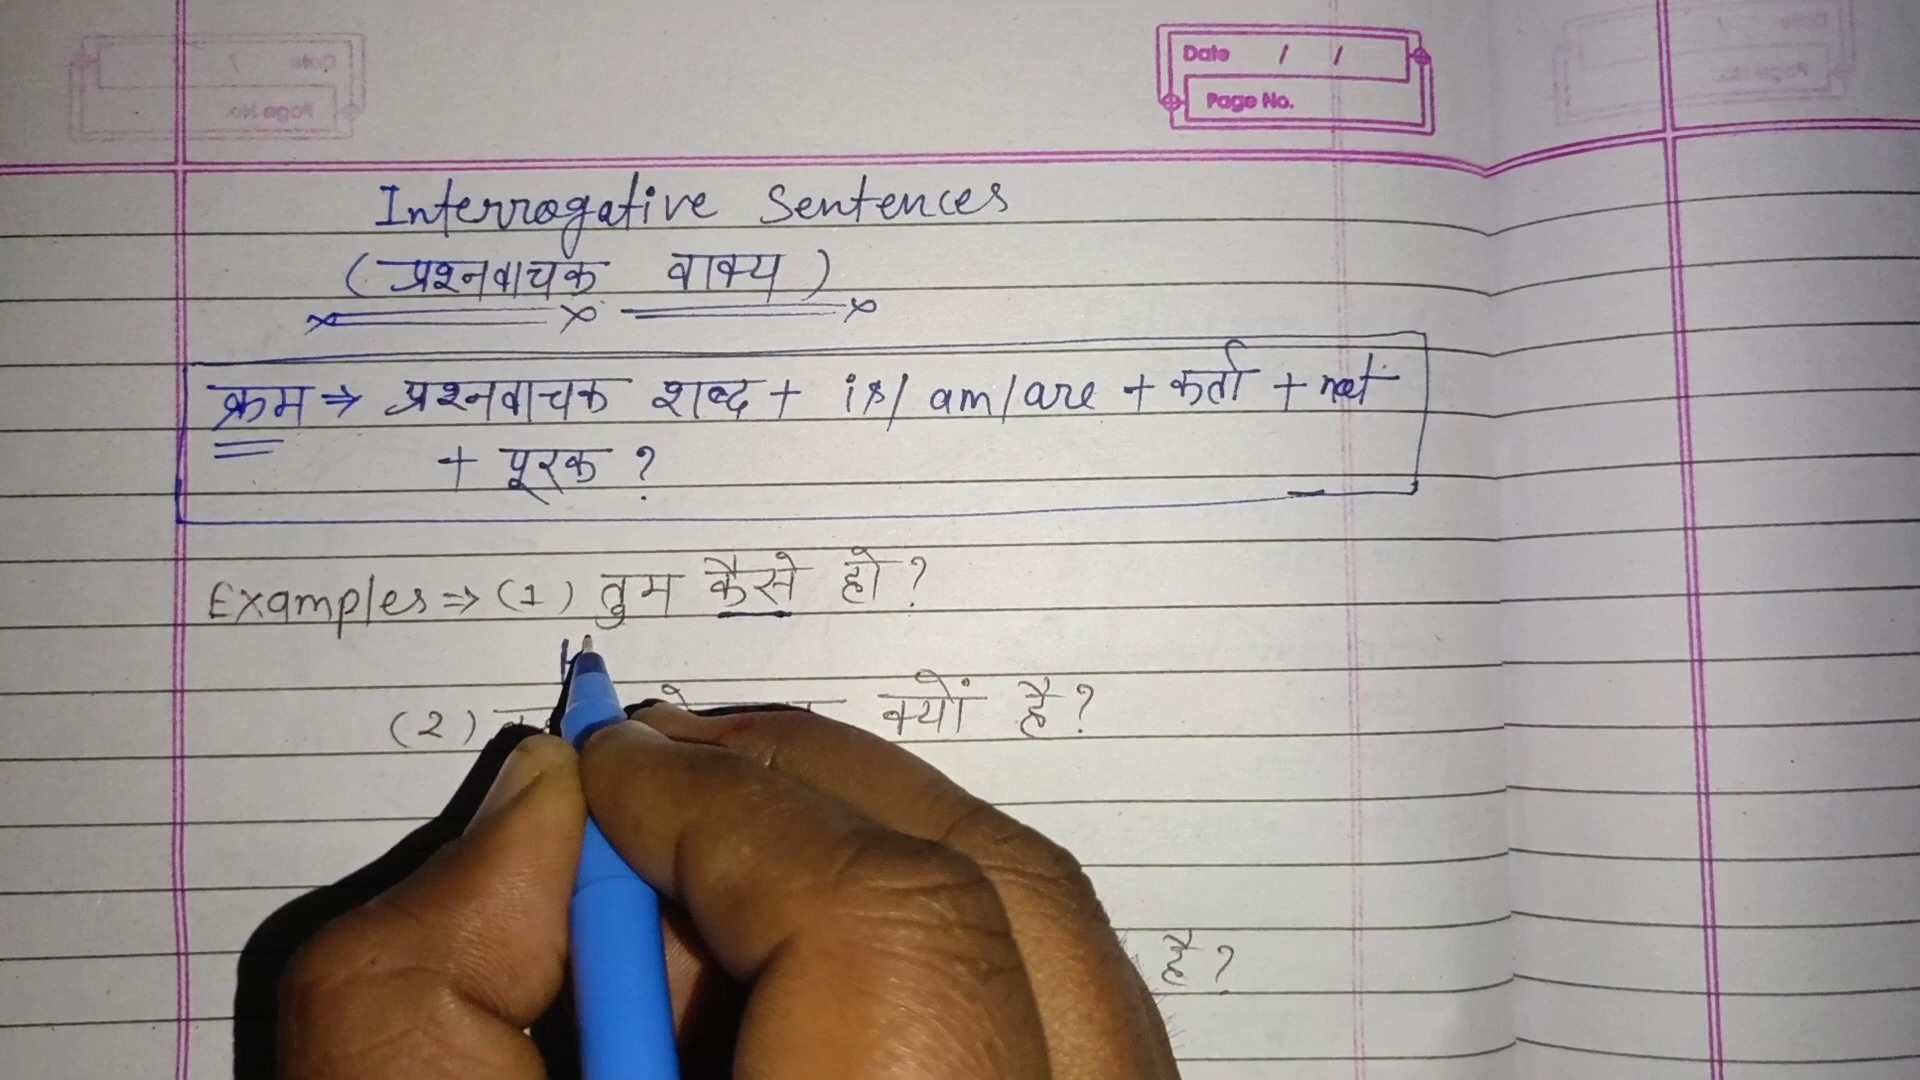 Date / /
Page No.
Interrogative Sentences
(प्रश्नवाचक वाक्य)
क्रम ⇒ प्रश्नवाचक शब्द + is/am/are + कर्ता + not
+ पूरक ?
Examples ⇒ (1) तुम कैसे हो ?
(2) क्यों है ?
है ?